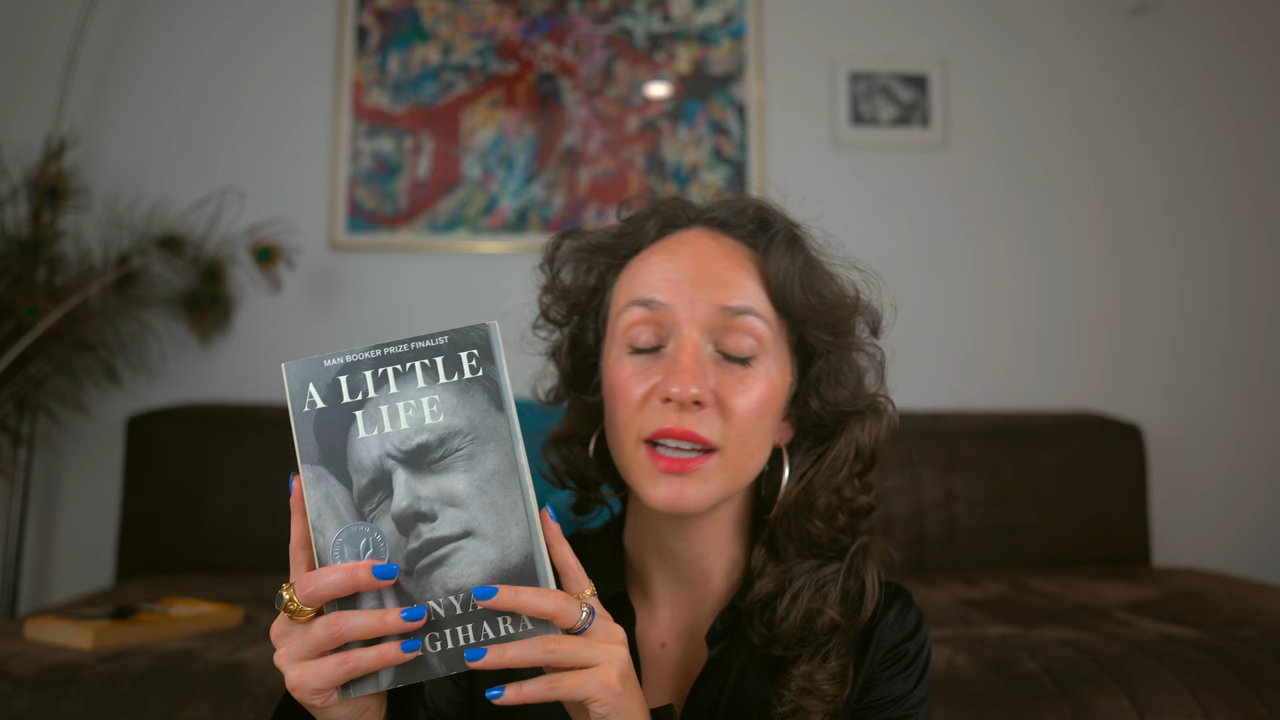 MAN BOOKER PRIZE FINALIST
A LITTLE
LIFE
NYA
GIHARA